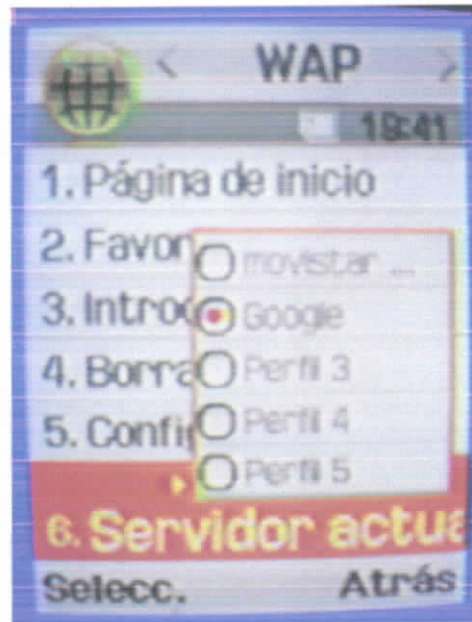 < WAP >
19:41
1. Página de inicio
2. Favor
3. Introd
4. Borra
5. Confi
movistar ...
Google
Perfil 3
Perfil 4
Perfil 5
6. Servidor actua
Selecc. Atrás